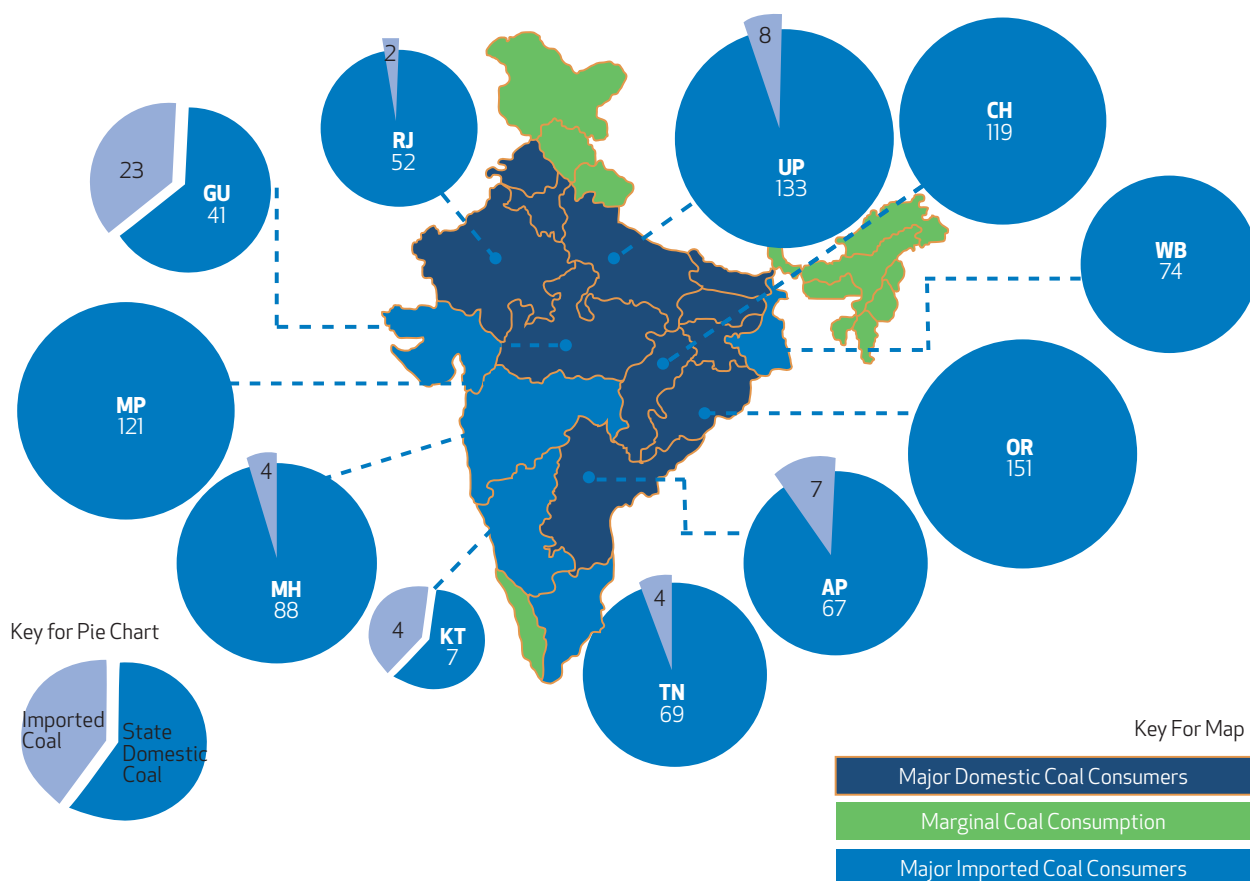 2
RJ
52
8
UP
133
CH
119
23
GU
41
WB
74
MP
121
OR
151
4
MH
88
4
KT
7
4
TN
69
7
AP
67
Key for Pie Chart
Imported
Coal
State
Domestic
Coal
Key For Map
Major Domestic Coal Consumers
Marginal Coal Consumption
Major Imported Coal Consumers